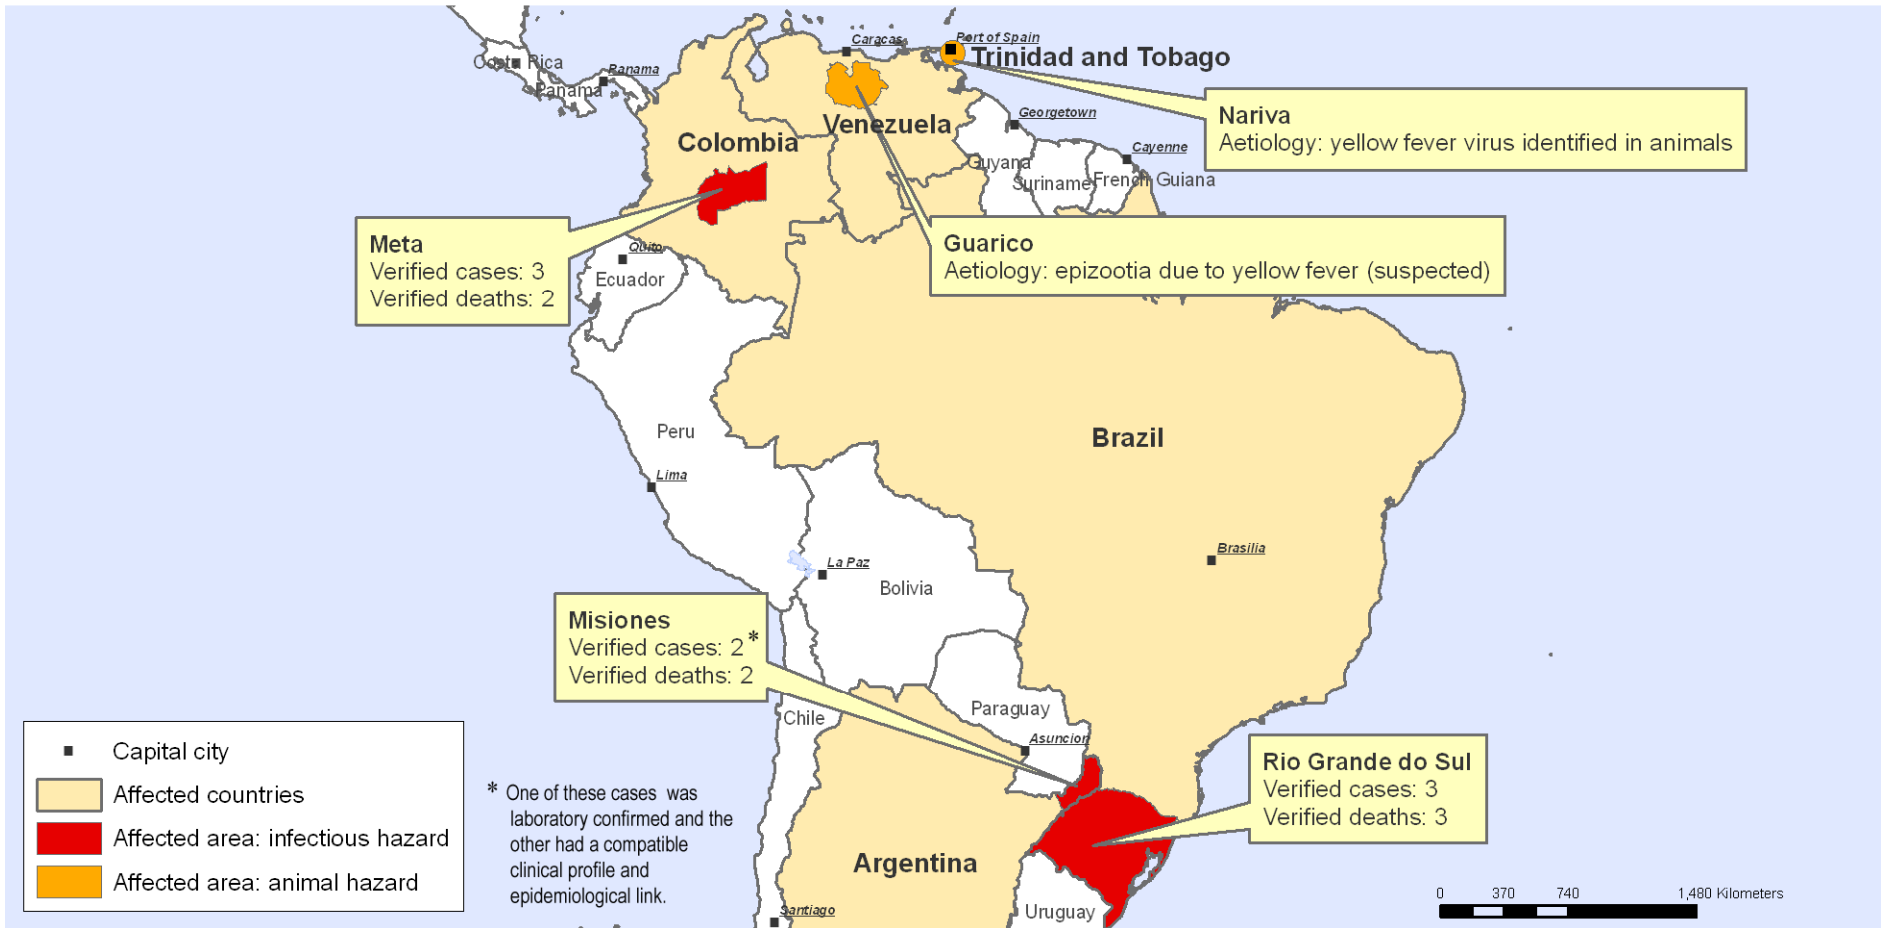 Caracas
Port of Spain
Trinidad and Tobago
Costa Rica
Panama
Panama
Nariva
Aetiology: yellow fever virus identified in animals
Georgetown
Venezuela
Colombia
Cayenne
Guyana
Suriname
French Guiana
Meta
Verified cases: 3
Verified deaths: 2
Quito
Ecuador
Guarico
Aetiology: epizootia due to yellow fever (suspected)
Peru
Brazil
Lima
Brasilia
La Paz
Bolivia
Misiones
Verified cases: 2*
Verified deaths: 2
Chile
Paraguay
Asuncion
Rio Grande do Sul
Verified cases: 3
Verified deaths: 3
Capital city
Affected countries
Affected area: infectious hazard
Affected area: animal hazard
* One of these cases was
laboratory confirmed and the
other had a compatible
clinical profile and
epidemiological link.
Argentina
Santiago
Uruguay
0 370 740 1,480 Kilometers